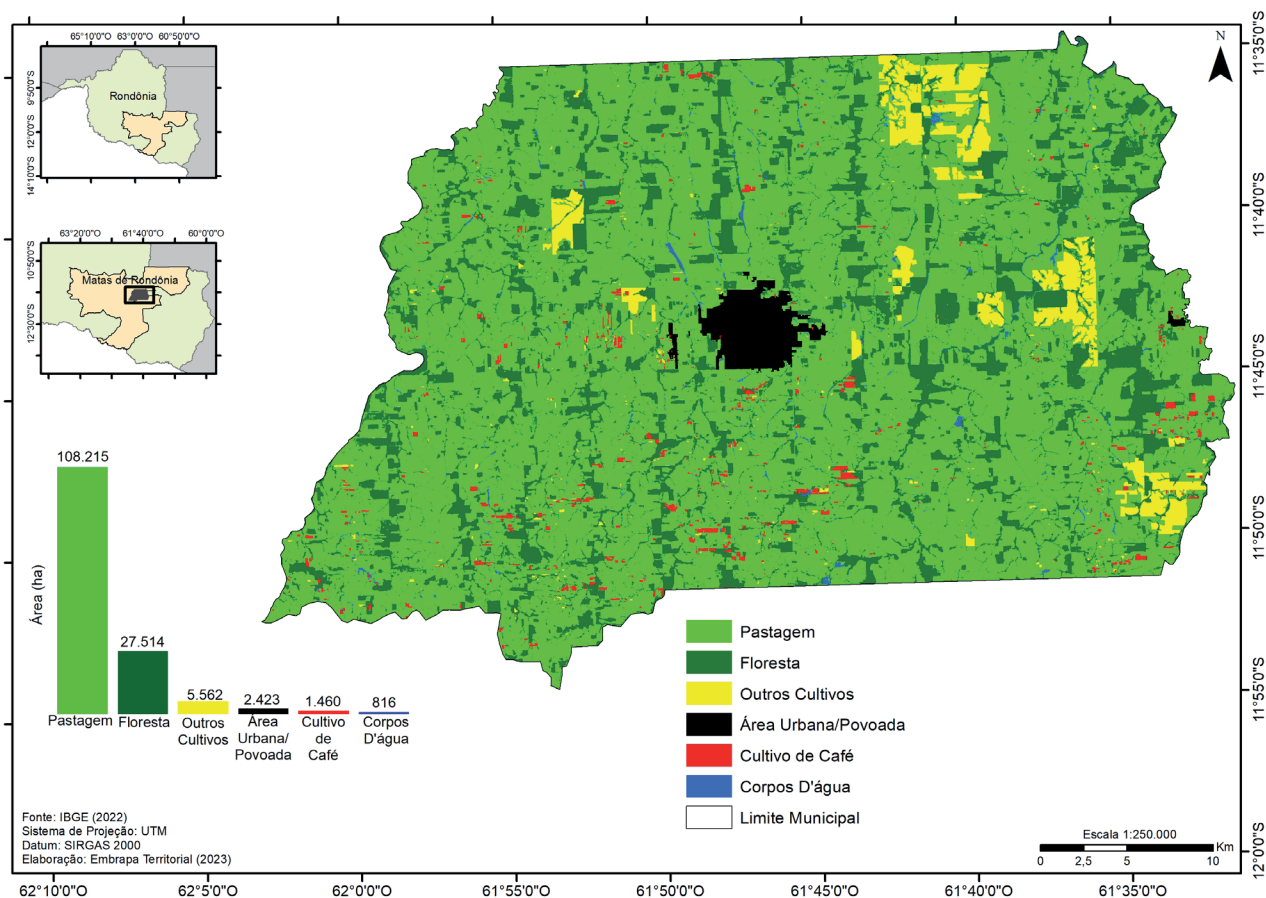 65°10'0"O 63°0'0"O 60°50'0"O
9°50'0"S
12°0'0"S
14°10'0"S
Rondônia
63°20'0"O 61°40'0"O 60°0'0"O
10°50'0"S
12°30'0"S
Matas de Rondônia
N
11°35'0"S
11°40'0"S
11°45'0"S
11°50'0"S
11°55'0"S
12°0'0"S
Área (ha)
108.215
27.514
5.562
2.423
1.460
816
Pastagem
Floresta
Outros
Cultivos
Área
Urbana/
Povoada
Cultivo
de
Café
Corpos
D'água
Pastagem
Floresta
Outros Cultivos
Área Urbana/Povoada
Cultivo de Café
Corpos D'água
Limite Municipal
Fonte: IBGE (2022)
Sistema de Projeção: UTM
Datum: SIRGAS 2000
Elaboração: Embrapa Territorial (2023)
Escala 1:250.000
Km
0 2,5 5 10
62°10'0"O 62°5'0"O 62°0'0"O 61°55'0"O 61°50'0"O 61°45'0"O 61°40'0"O 61°35'0"O